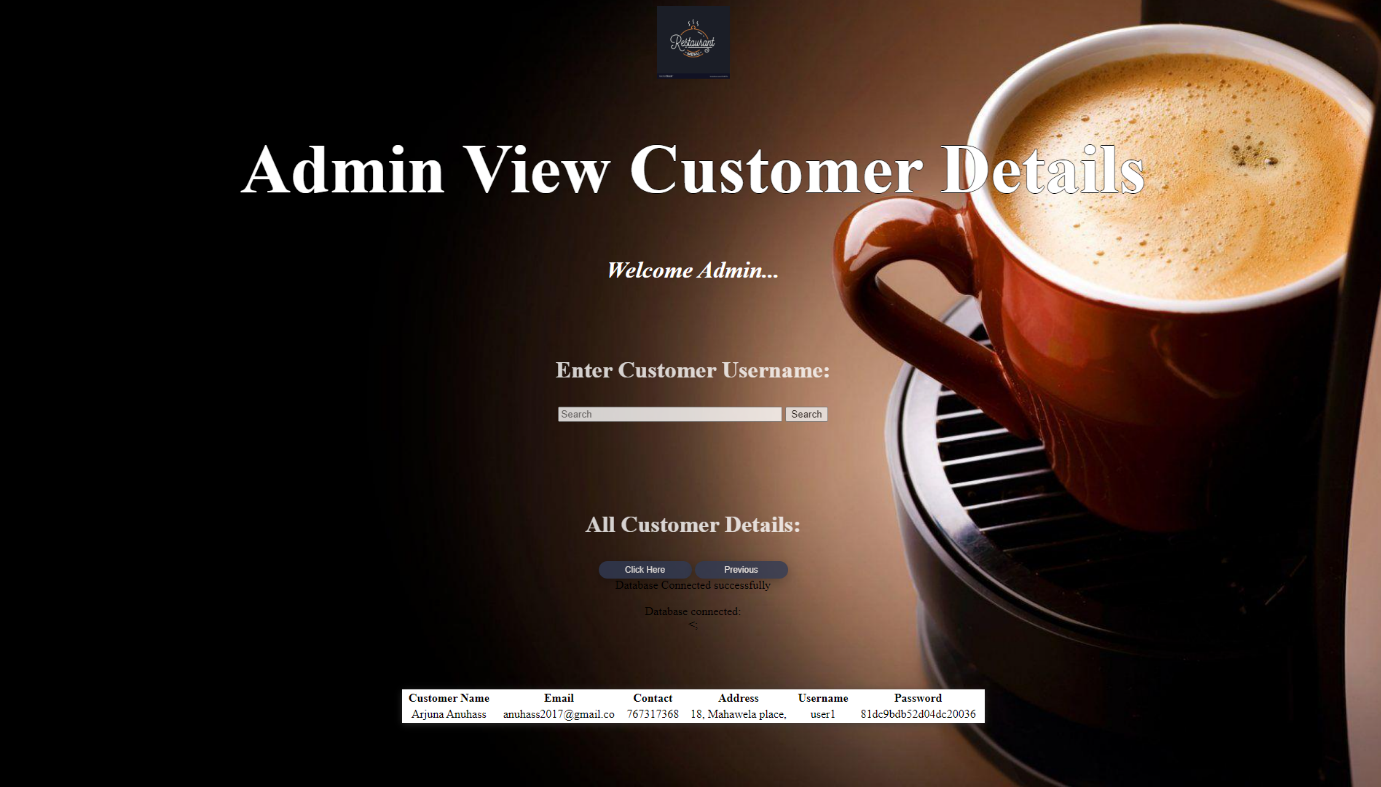 Restaurant
Admin View Customer Details
Welcome Admin...
Enter Customer Username:
Search Search
All Customer Details:
Click Here Previous
Database Connected successfully
Database connected:
<;
Customer Name Email Contact Address Username Password
Arjuna Anuhass anuhass2017@gmail.co 767317368 18, Mahawela place, user1 81dc9bdb52d04dc20036